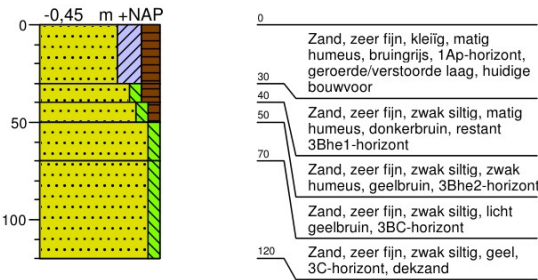 -0,45 m +NAP
0
50
100
0
Zand, zeer fijn, kleiïg, matig
humeus, bruingrijs, 1Ap-horizont,
geroerde/verstoorde laag, huidige
bouwvoor
30
Zand, zeer fijn, zwak siltig, matig
humeus, donkerbruin, restant
3Bhe1-horizont
40
Zand, zeer fijn, zwak siltig, zwak
humeus, geelbruin, 3Bhe2-horizont
50
Zand, zeer fijn, zwak siltig, licht
geelbruin, 3BC-horizont
70
Zand, zeer fijn, zwak siltig, geel,
3C-horizont, dekzand
120